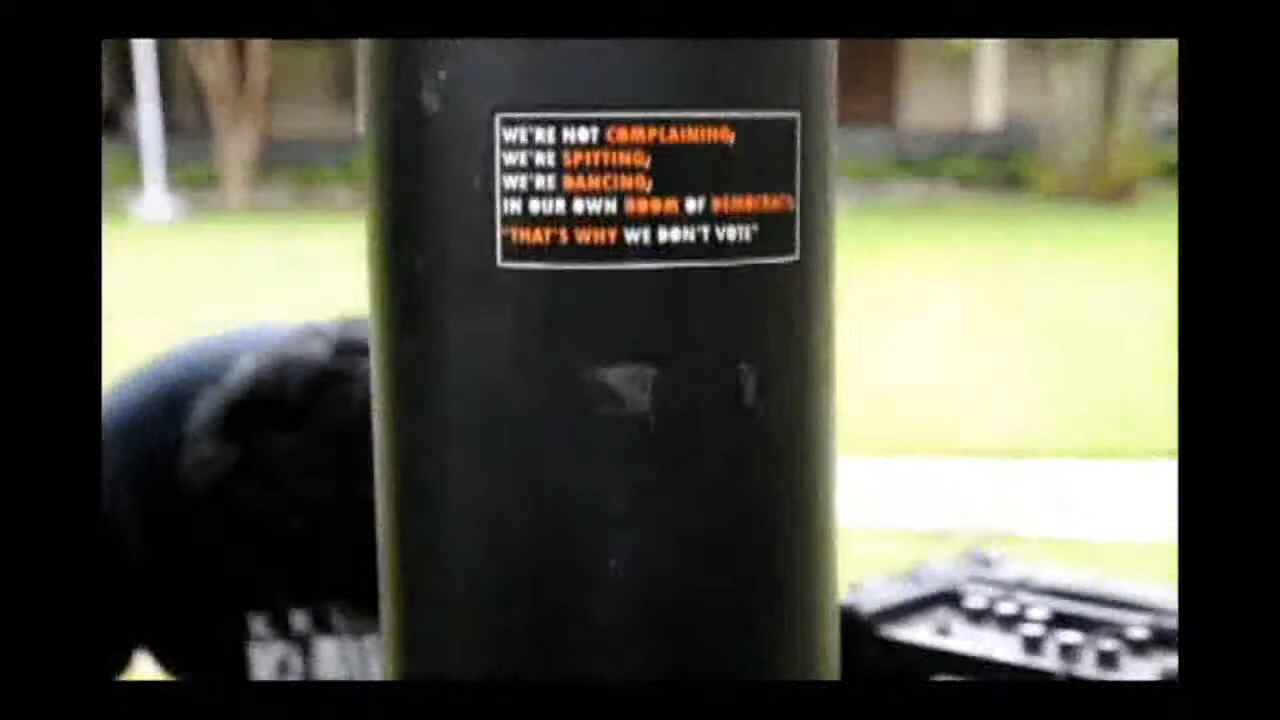 WE'RE NOT COMPLAINING,
WE'RE SPITTING,
WE'RE DANCING,
IN OUR OWN ROOM OF DEMOCRACY.
"THAT'S WHY WE DON'T VOTE"